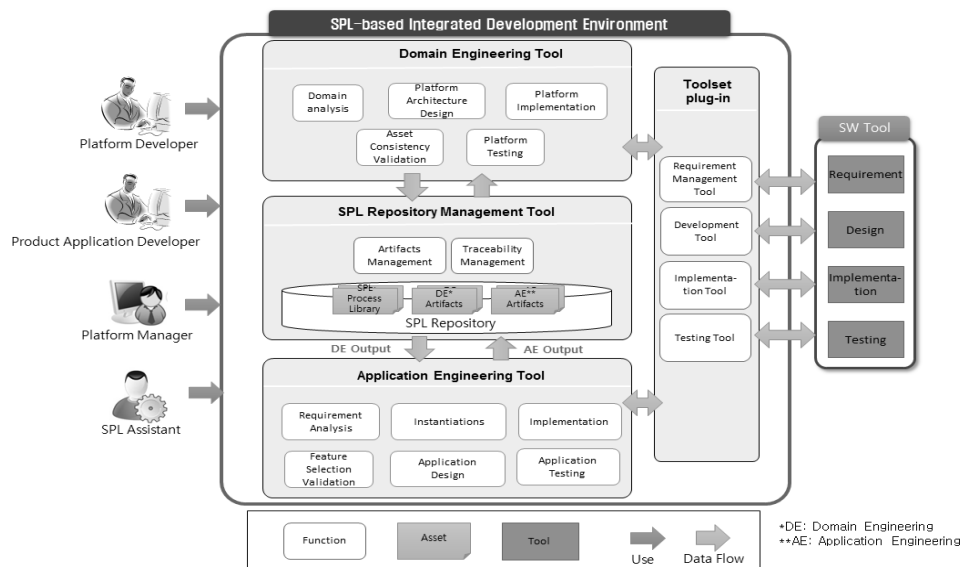 SPL-based Integrated Development Environment
Domain Engineering Tool
Domain
analysis
Platform
Architecture
Design
Platform
Implementation
Asset
Consistency
Validation
Platform
Testing
Toolset
plug-in
Requirement
Management
Tool
Development
Tool
Implementa-
tion Tool
Testing Tool
SW Tool
Requirement
Design
Implementa-
tion
Testing
Platform Developer
Product Application Developer
Platform Manager
SPL Assistant
SPL Repository Management Tool
Artifacts
Management
Traceability
Management
SPL
Process
Library
DE*
Artifacts
AE**
Artifacts
SPL Repository
DE Output
AE Output
Application Engineering Tool
Requirement
Analysis
Instantiations
Implementation
Feature
Selection
Validation
Application
Design
Application
Testing
Function
Asset
Tool
Use
Data Flow
*DE: Domain Engineering
**AE: Application Engineering